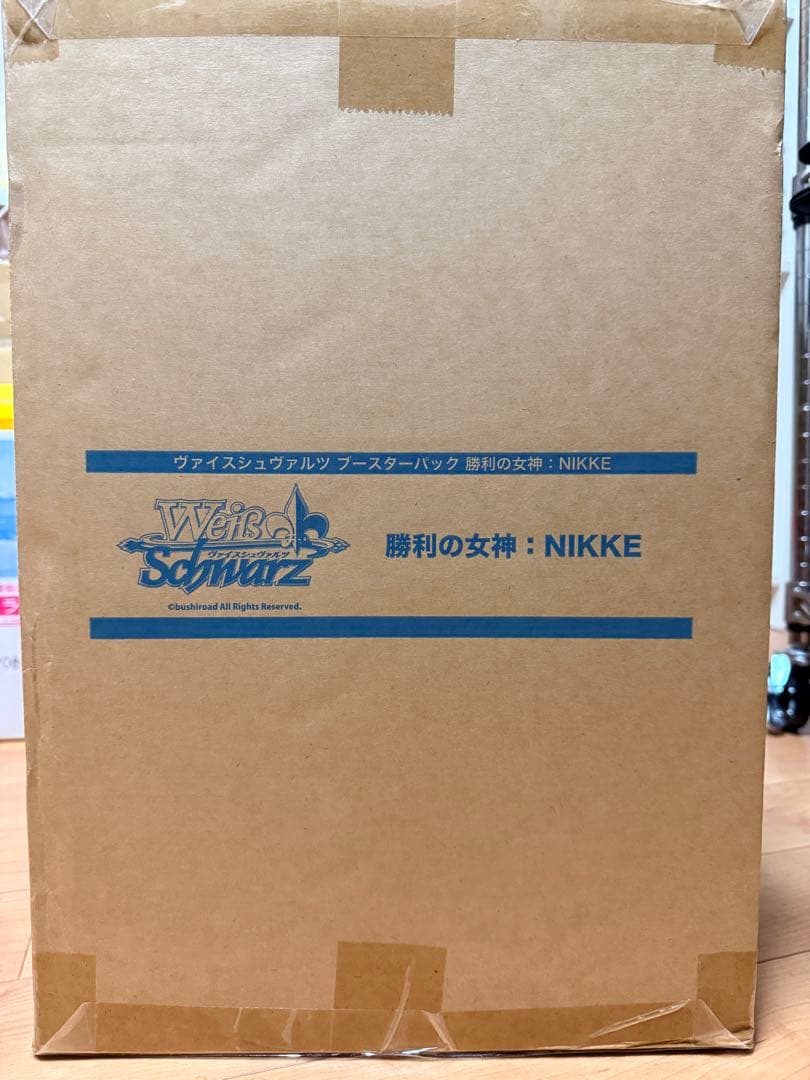 ヴァイスシュヴァルツ ブースターパック 勝利の女神：NIKKE
Weiß
ヴァイスシュヴァルツ
Schwarz
勝利の女神：NIKKE
©bushiroad All Rights Reserved.
ラ